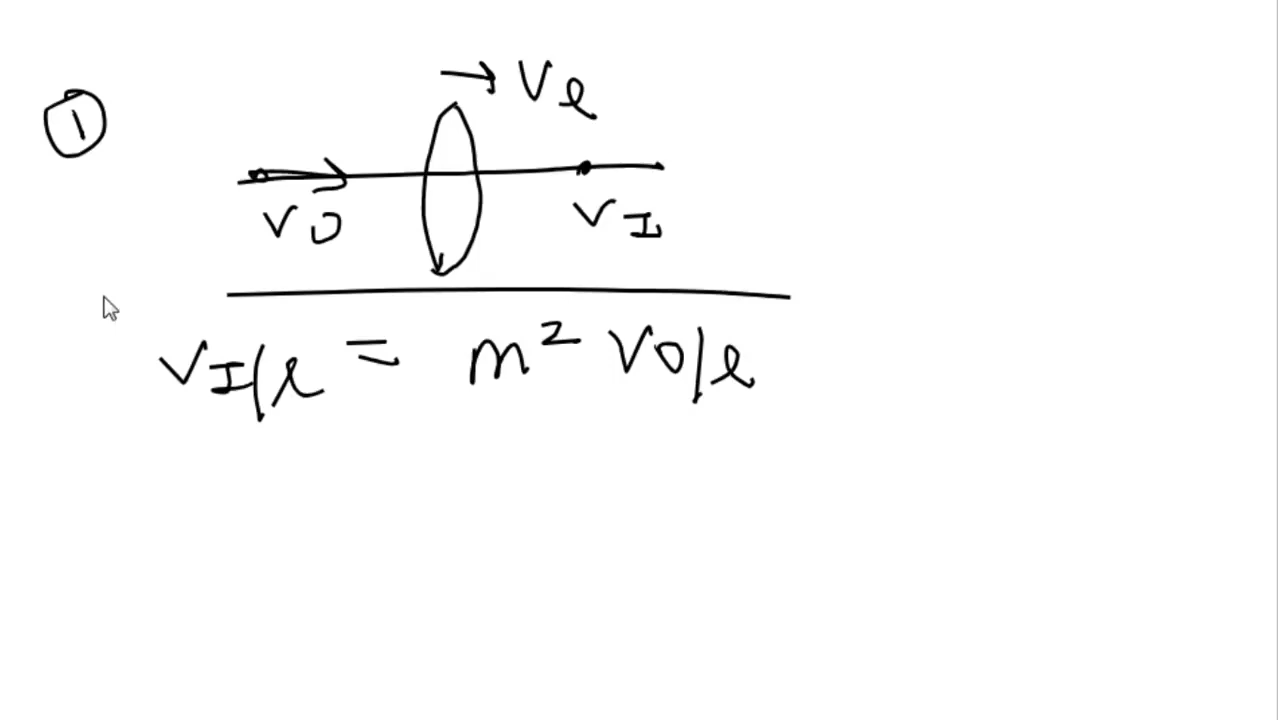 ①
→ Vℓ
VO
VI
VI/ℓ = m² VO/ℓ